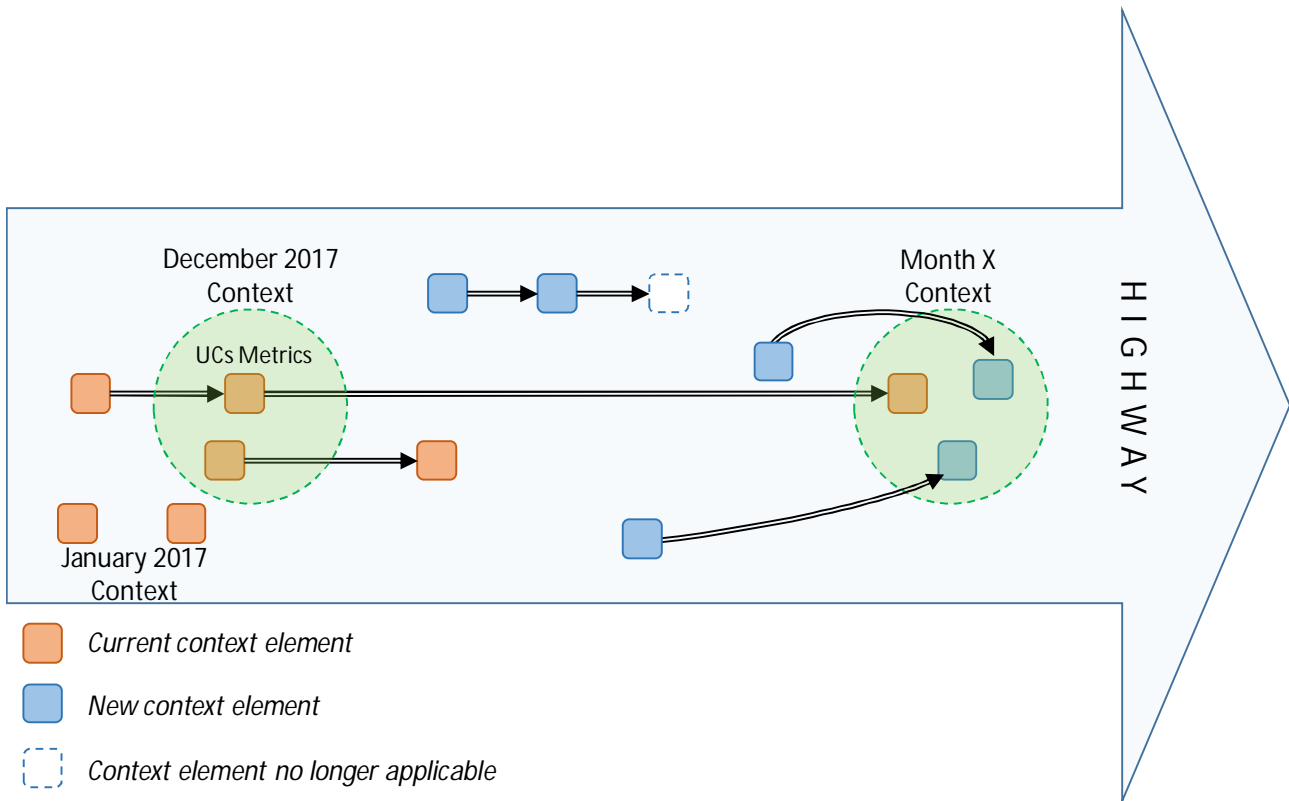 December 2017
Context
Month X
Context
UCs Metrics
January 2017
Context
HIGHWAY
Current context element
New context element
Context element no longer applicable